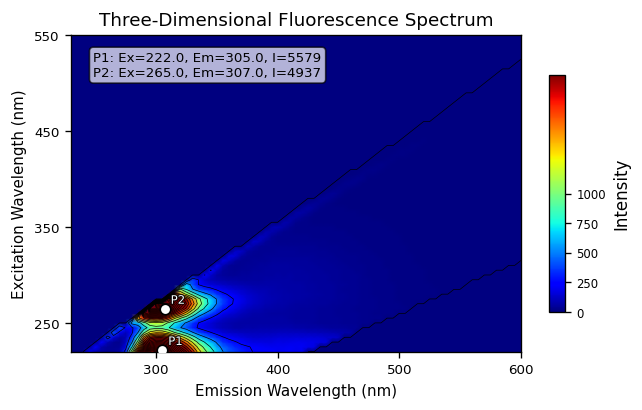 Three-Dimensional Fluorescence Spectrum
P1: Ex=222.0, Em=305.0, I=5579
P2: Ex=265.0, Em=307.0, I=4937
550
450
350
250
Excitation Wavelength (nm)
P2
P1
300
400
500
600
Emission Wavelength (nm)
1000
750
500
250
0
Intensity